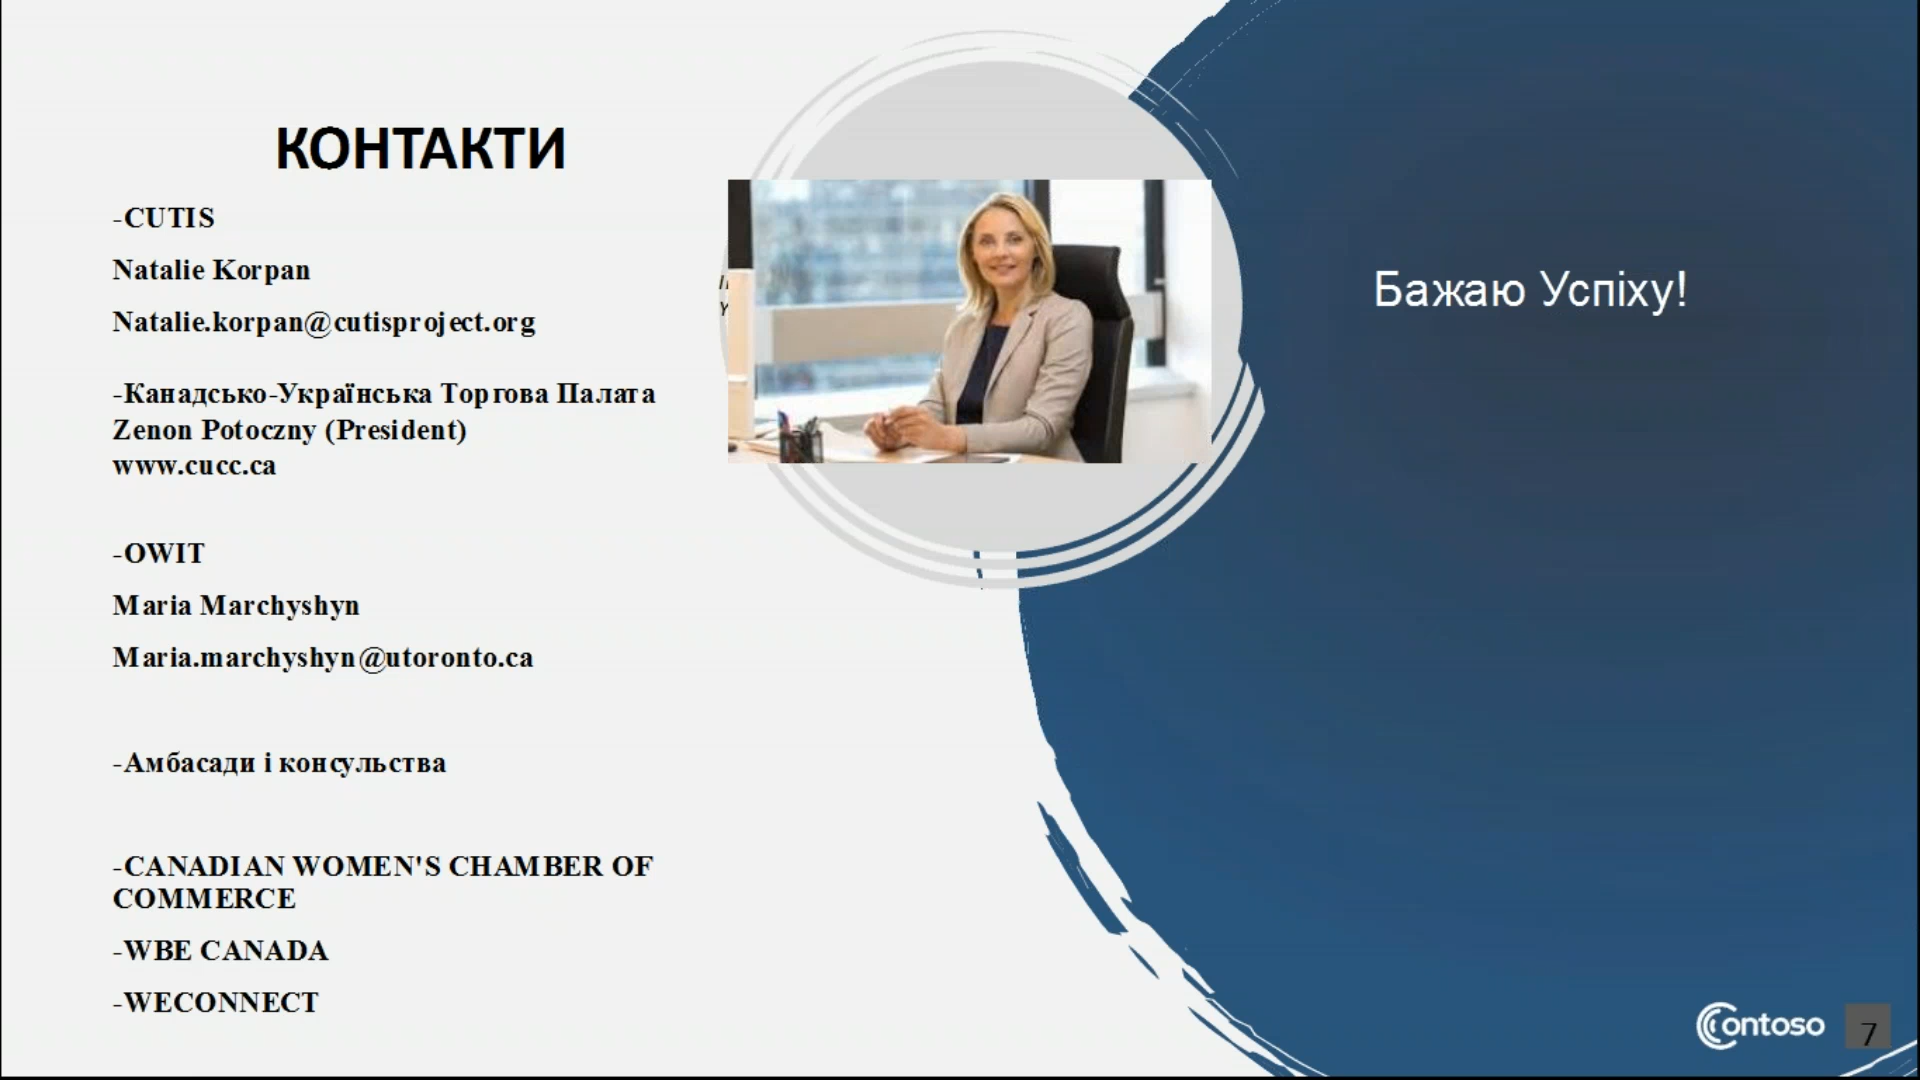 КОНТАКТИ
-CUTIS
Natalie Korpan
Natalie.korpan@cutisproject.org
-Канадсько-Українська Торгова Палата
Zenon Potoczny (President)
www.cucc.ca
-OWIT
Maria Marchyshyn
Maria.marchyshyn@utoronto.ca
-Амбасади і консульства
-CANADIAN WOMEN'S CHAMBER OF
COMMERCE
-WBE CANADA
-WECONNECT
Бажаю Успіху!
Contoso
7